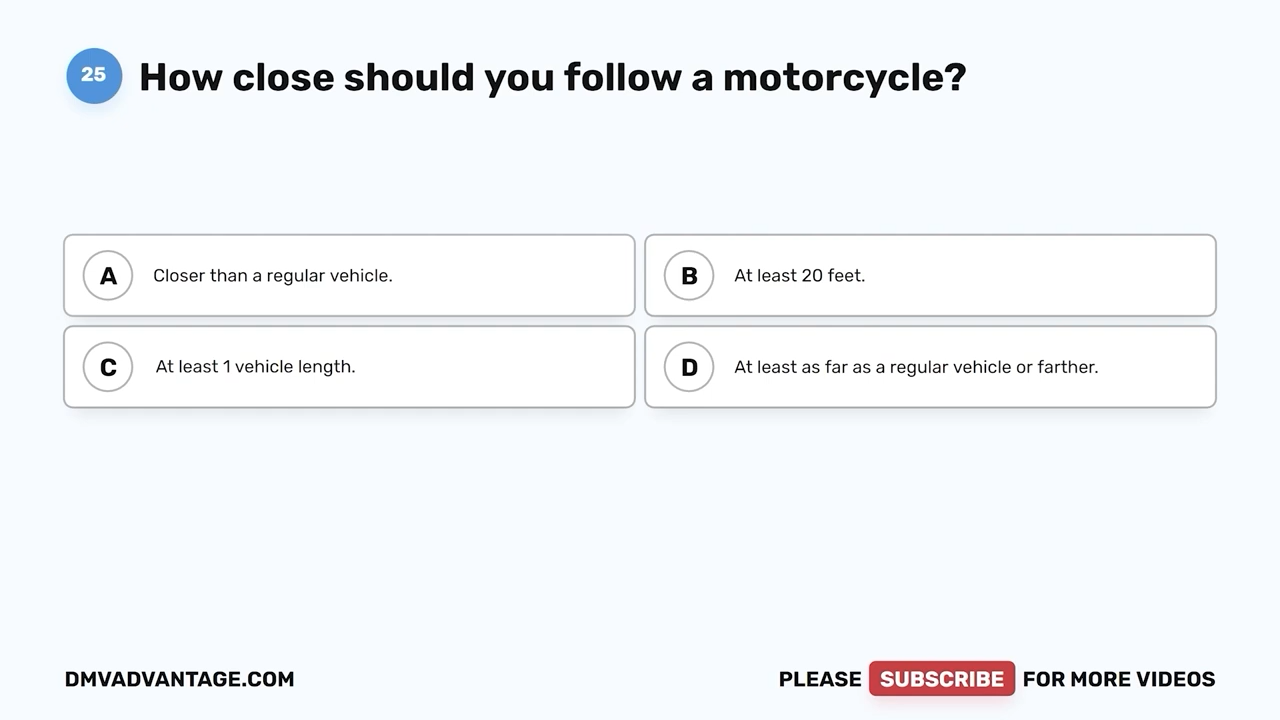 25 How close should you follow a motorcycle?
A Closer than a regular vehicle.
B At least 20 feet.
C At least 1 vehicle length.
D At least as far as a regular vehicle or farther.
DMVADVANTAGE.COM
PLEASE SUBSCRIBE FOR MORE VIDEOS